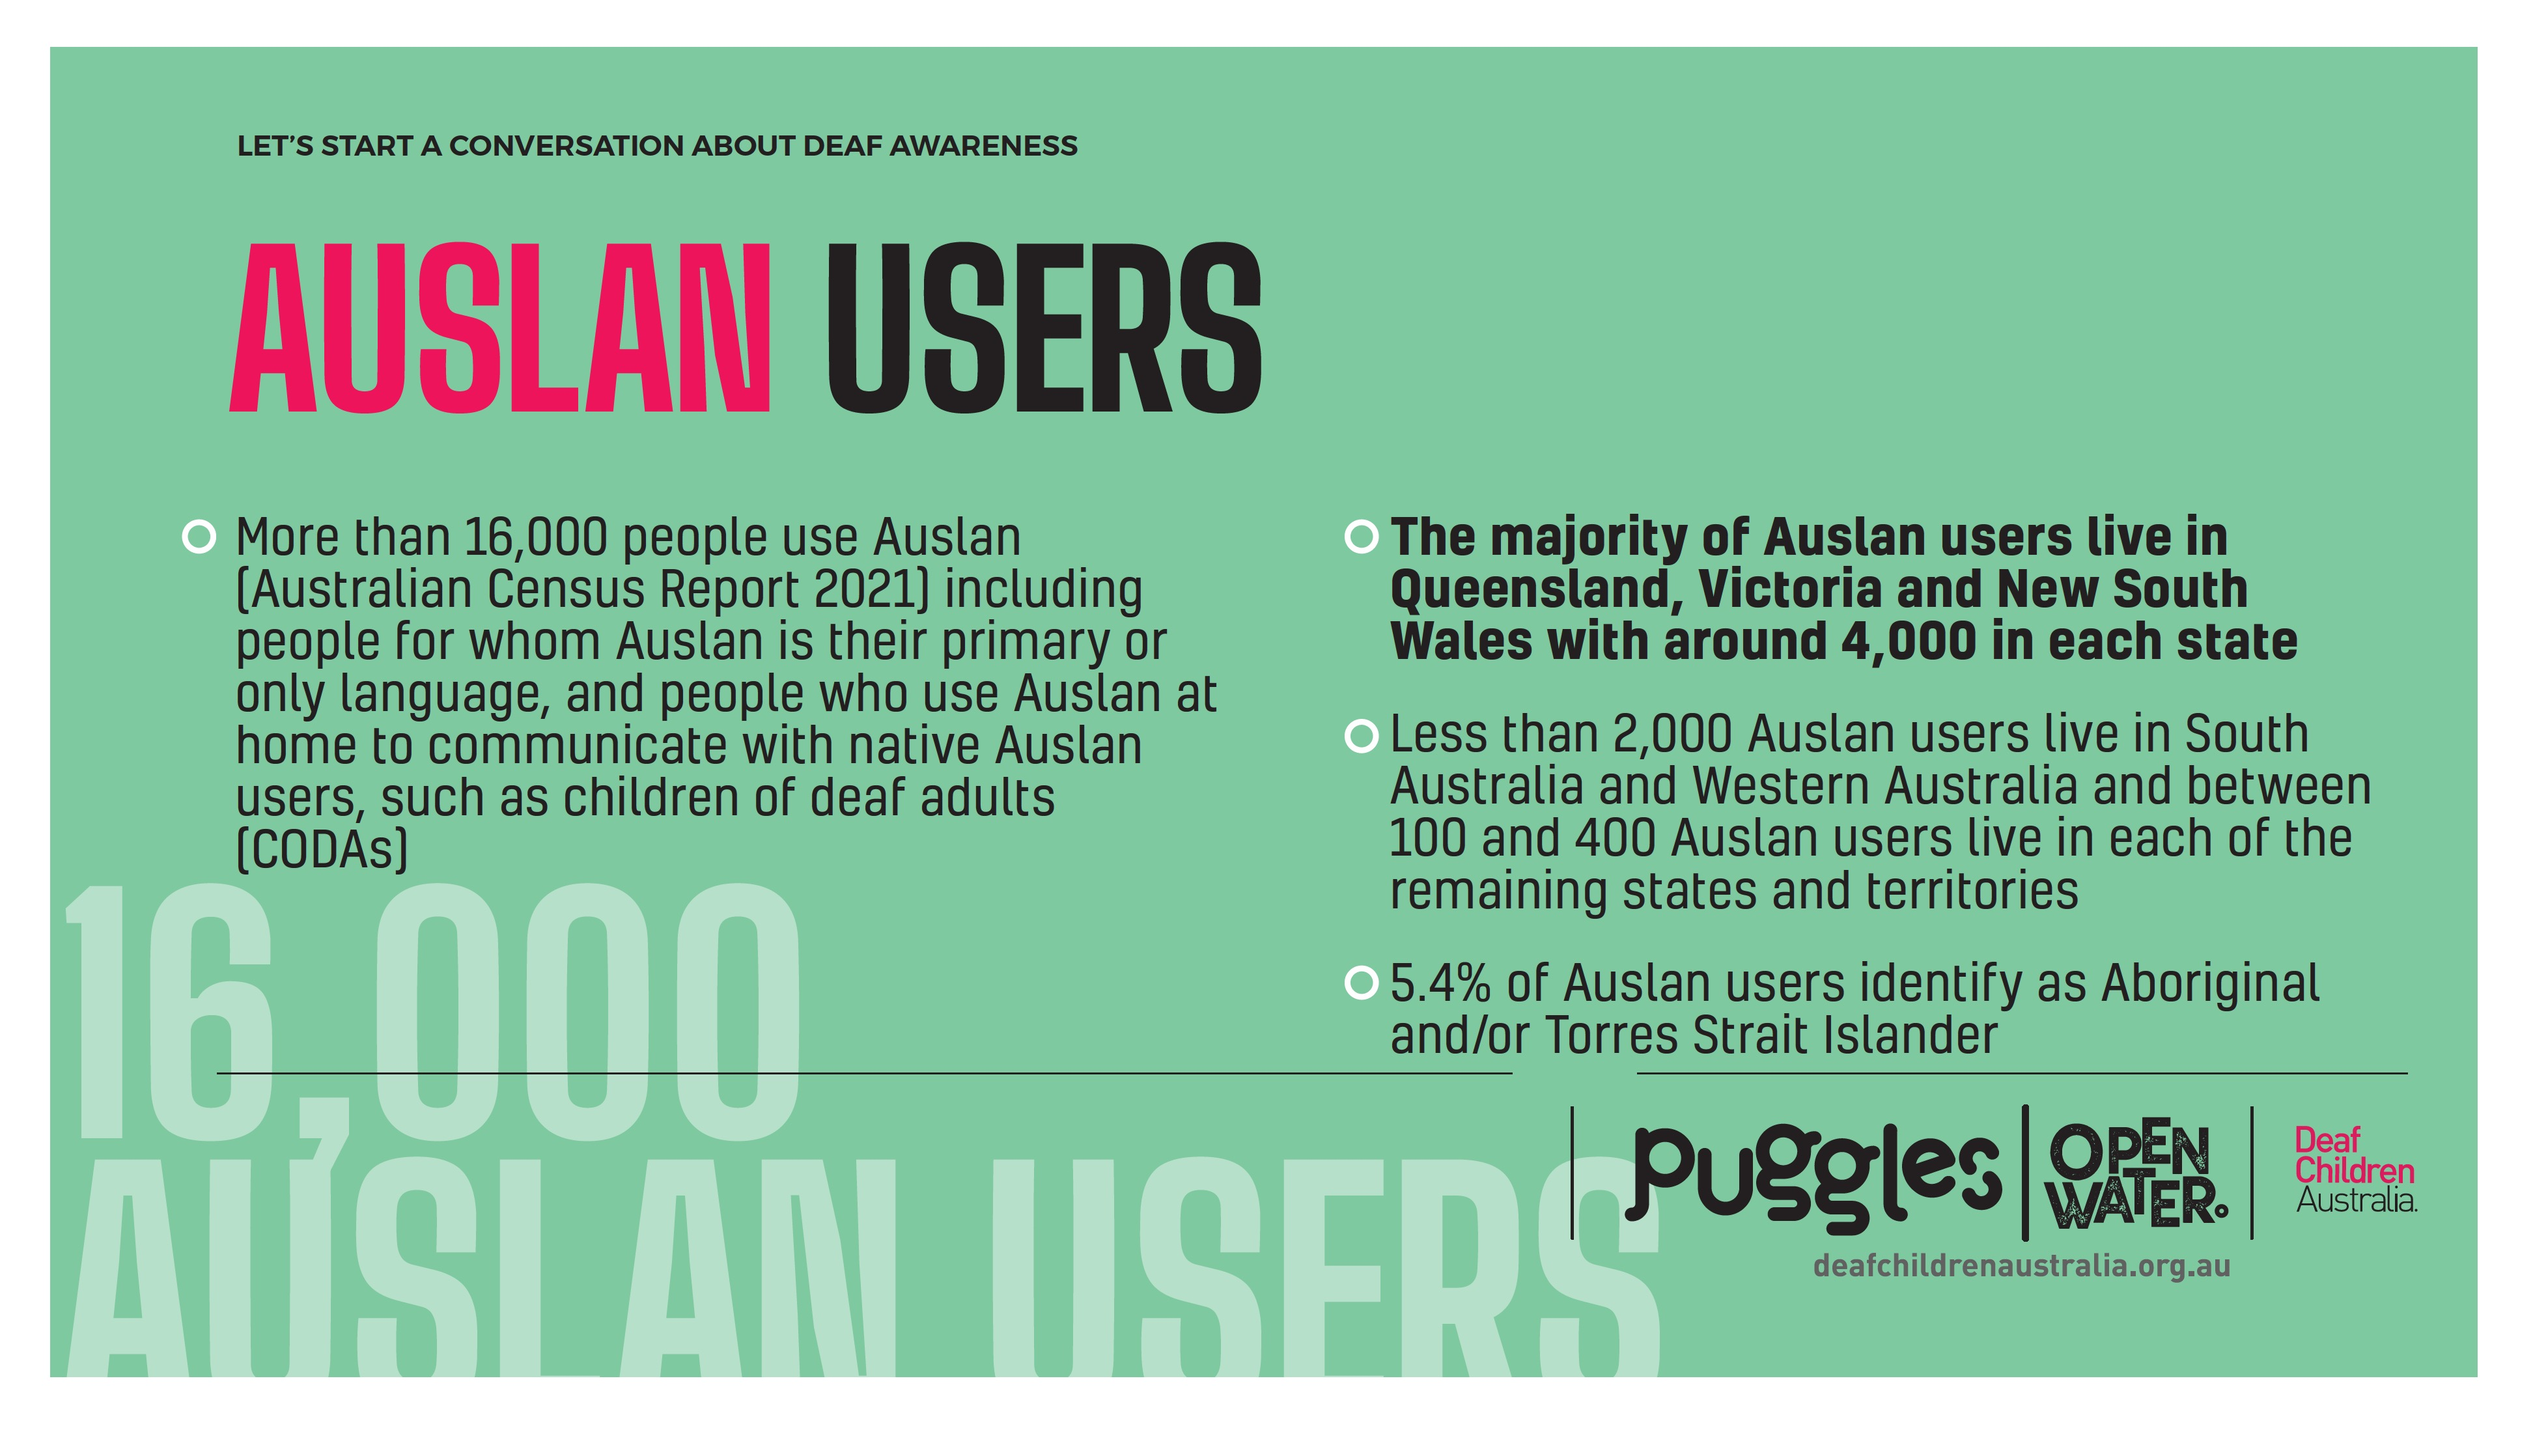 LET’S START A CONVERSATION ABOUT DEAF AWARENESS
AUSLAN USERS
More than 16,000 people use Auslan
(Australian Census Report 2021) including
people for whom Auslan is their primary or
only language, and people who use Auslan at
home to communicate with native Auslan
users, such as children of deaf adults
(CODAs)
The majority of Auslan users live in
Queensland, Victoria and New South
Wales with around 4,000 in each state
Less than 2,000 Auslan users live in South
Australia and Western Australia and between
100 and 400 Auslan users live in each of the
remaining states and territories
5.4% of Auslan users identify as Aboriginal
and/or Torres Strait Islander
16,000
AUSLAN USERS
puggles
OPEN
WATER.
Deaf
Children
Australia.
deafchildrenaustralia.org.au